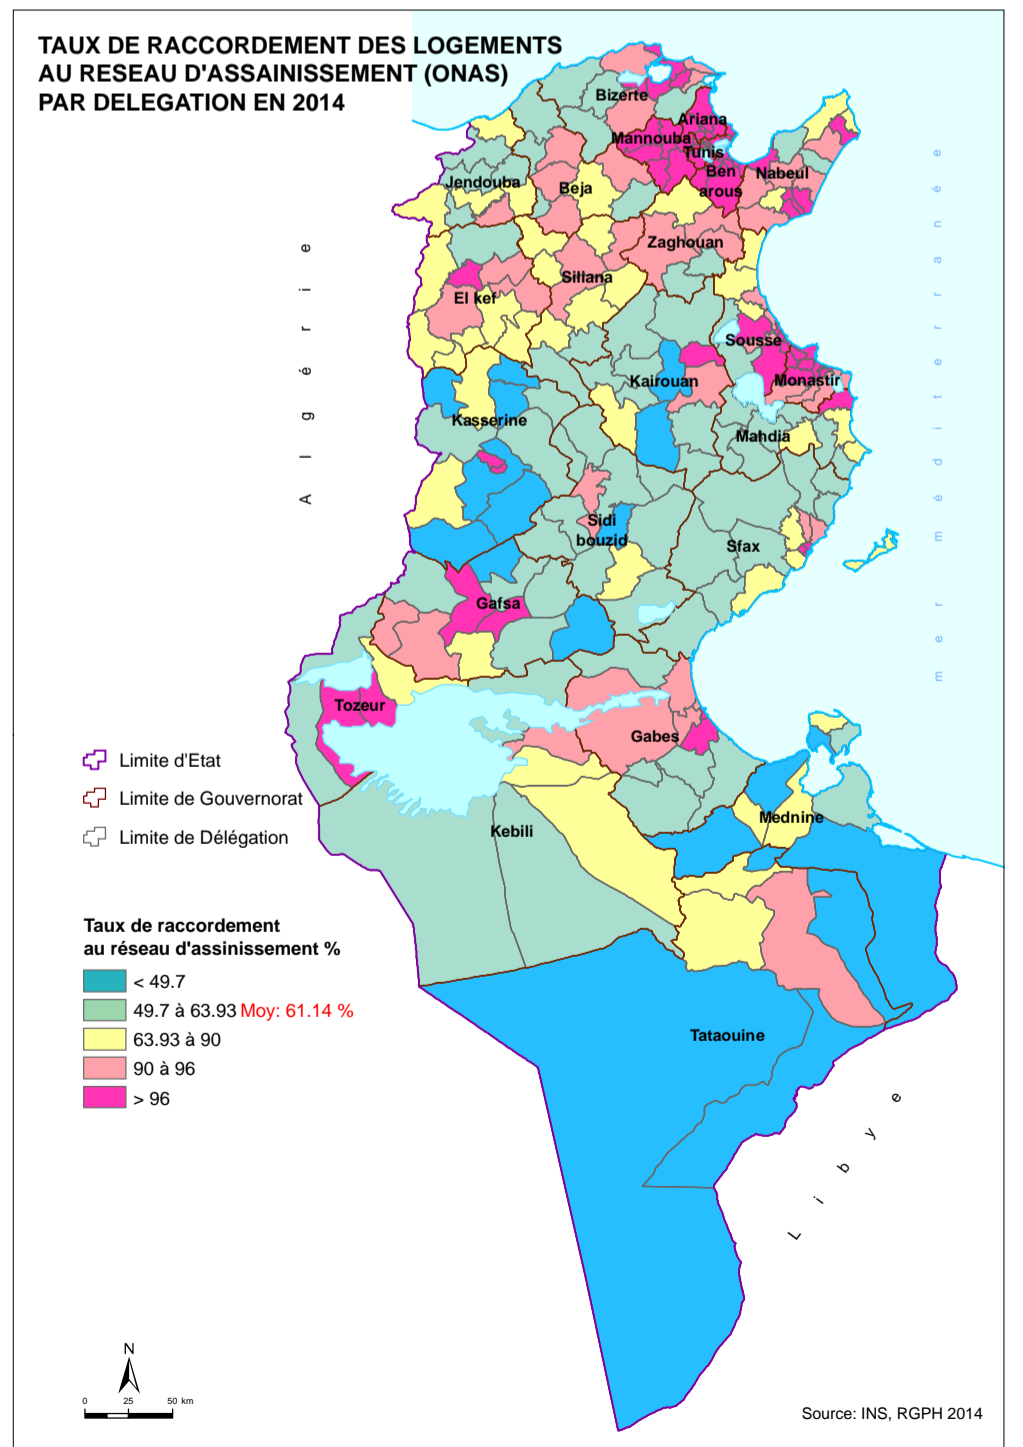 TAUX DE RACCORDEMENT DES LOGEMENTS
AU RESEAU D'ASSAINISSEMENT (ONAS)
PAR DELEGATION EN 2014
Bizerte
Ariana
Mannouba
Tunis
Ben
arous
Nabeul
Jendouba
Beja
Zaghouan
Siliana
El kef
Sousse
Kairouan
Monastir
Kasserine
Mahdia
Sidi
bouzid
Sfax
Gafsa
Tozeur
Gabes
Mednine
Kebili
Tataouine
Algérie
mer méditerranée
Libye
Limite d'Etat
Limite de Gouvernorat
Limite de Délégation
Taux de raccordement
au réseau d'assinissement %
< 49.7
49.7 à 63.93 Moy: 61.14 %
63.93 à 90
90 à 96
> 96
N
0 25 50 km
Source: INS, RGPH 2014